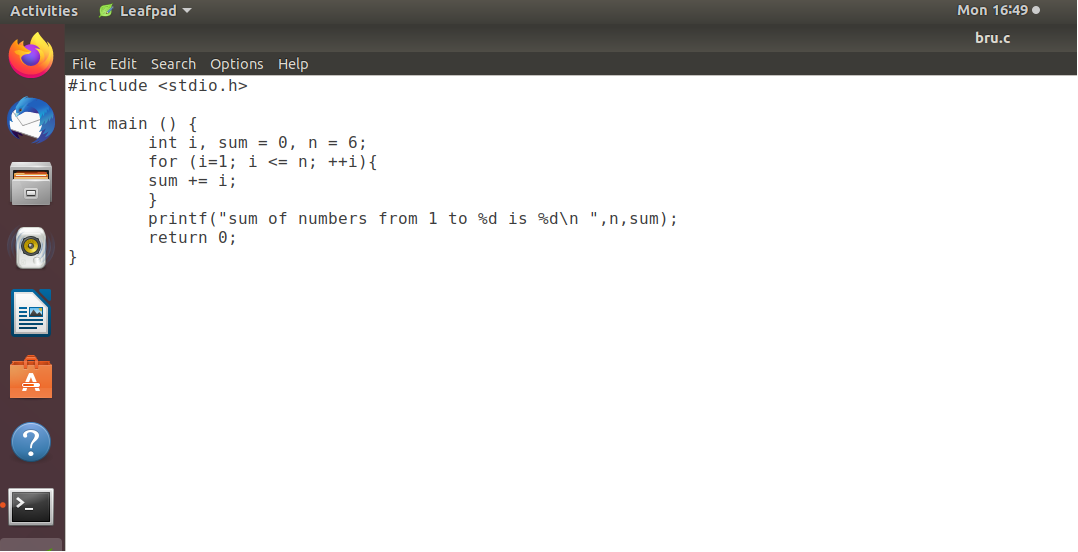 Activities Leafpad Mon 16:49
bru.c
File Edit Search Options Help
#include <stdio.h>
int main () {
int i, sum = 0, n = 6;
for (i=1; i <= n; ++i){
sum += i;
}
printf("sum of numbers from 1 to %d is %d\n ",n,sum);
return 0;
}